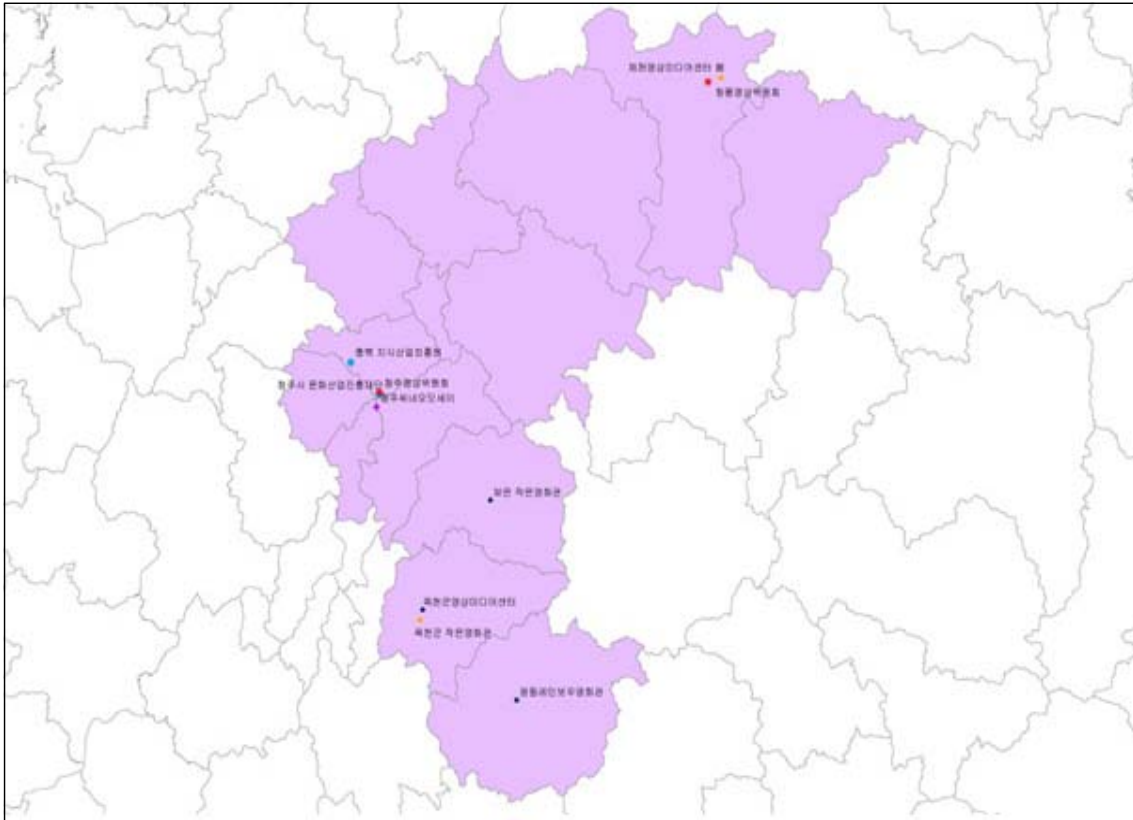 제천영상미디어센터 봄
청풍영상위원회
충북 지식산업진흥원
청주시 문화산업진흥재단
청주영상위원회
청주씨네오딧세이
보은 작은영화관
옥천군영상미디어센터
옥천군 작은영화관
영동레인보우영화관